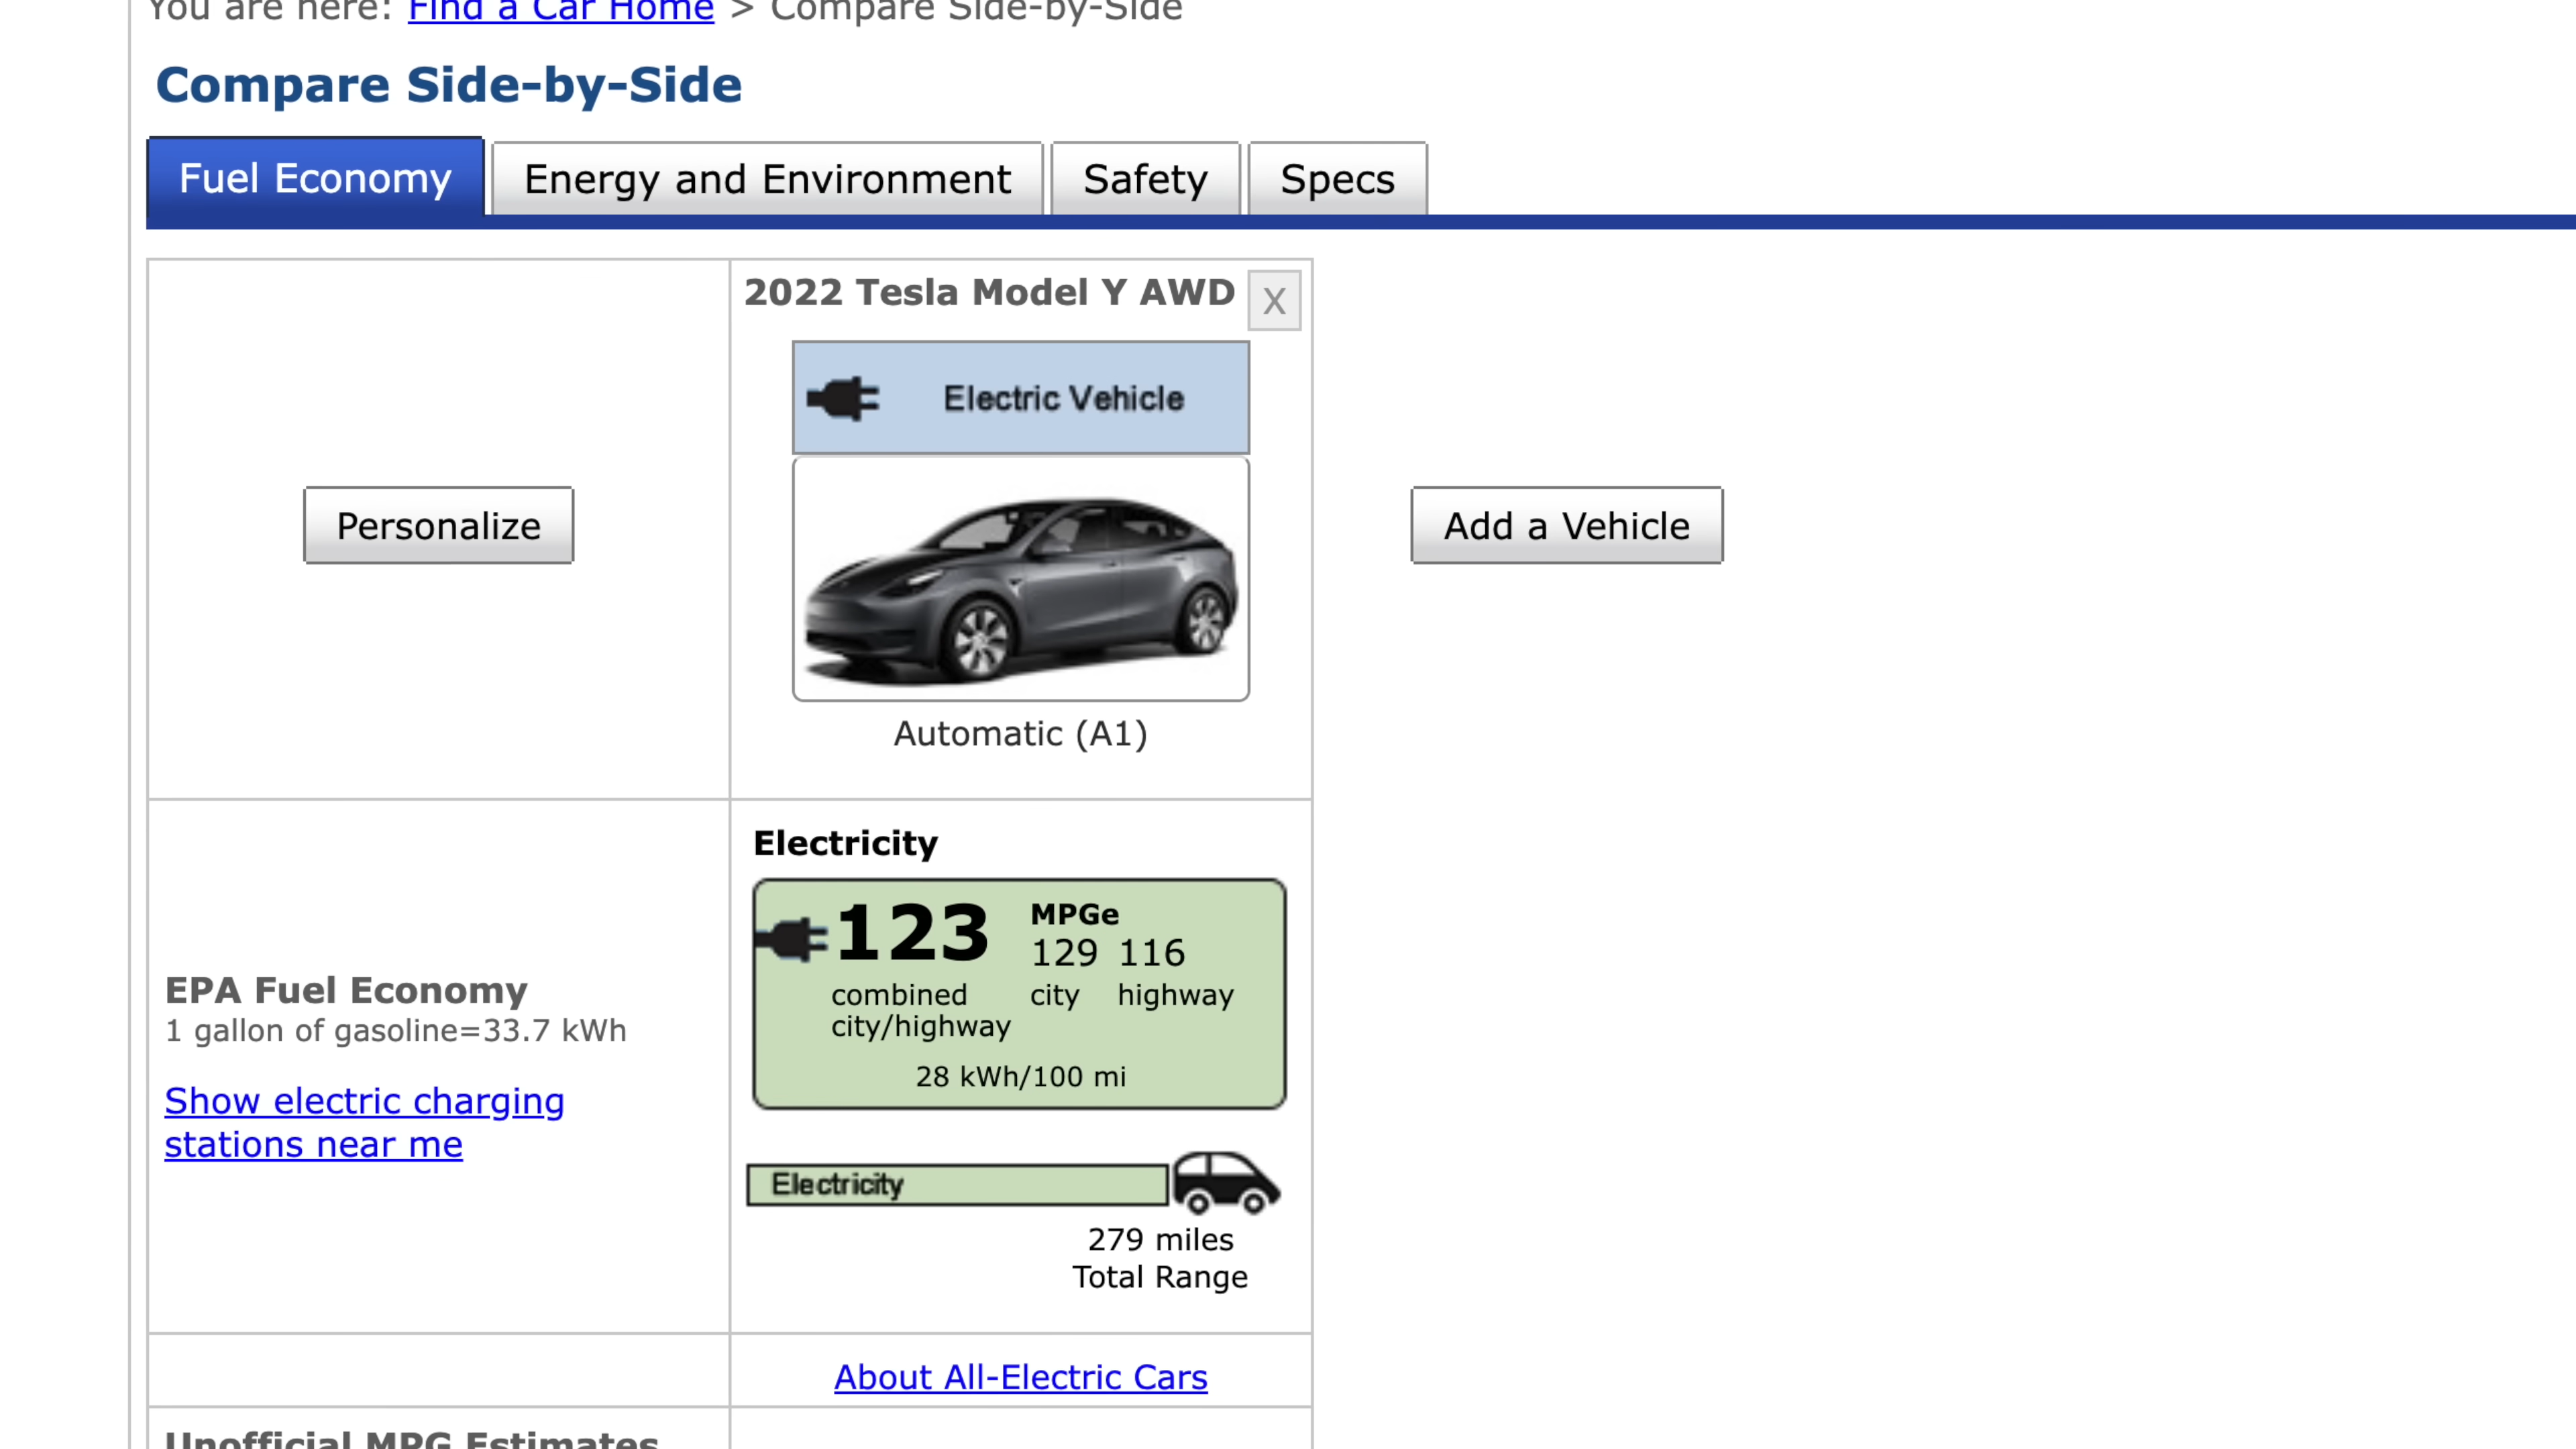 You are here: Find a Car Home > Compare Side-by-Side
Compare Side-by-Side
Fuel Economy
Energy and Environment
Safety
Specs
2022 Tesla Model Y AWD
X
Electric Vehicle
Personalize
Add a Vehicle
Automatic (A1)
EPA Fuel Economy
1 gallon of gasoline=33.7 kWh
Show electric charging
stations near me
Electricity
123
MPGe
129 116
combined
city/highway
city highway
28 kWh/100 mi
Electricity
279 miles
Total Range
About All-Electric Cars
Unofficial MPG Estimates